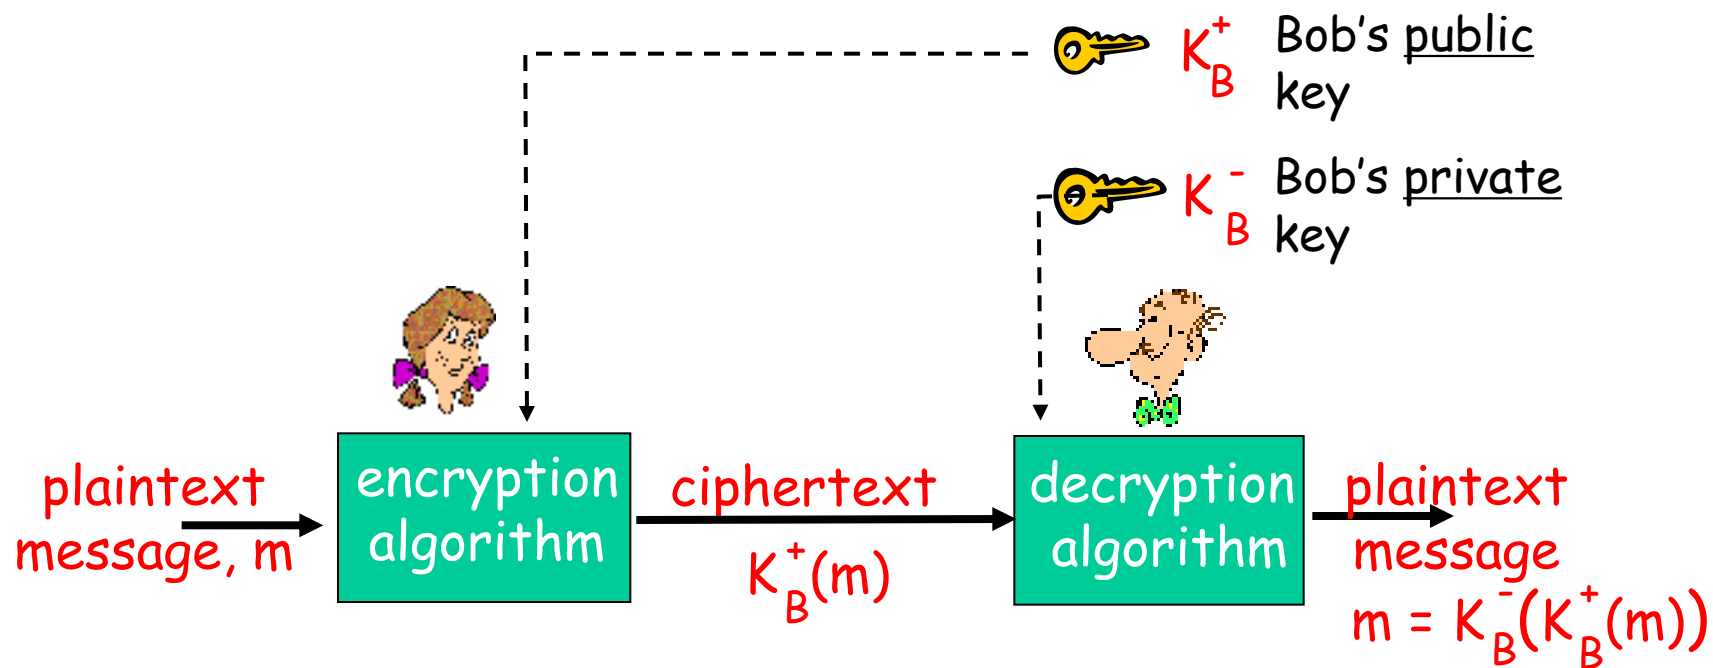 K_B^+ Bob's public
key
K_B^- Bob's private
key
plaintext
message, m
encryption
algorithm
ciphertext
K_B^+(m)
decryption
algorithm
plaintext
message
m = K_B^-(K_B^+(m))